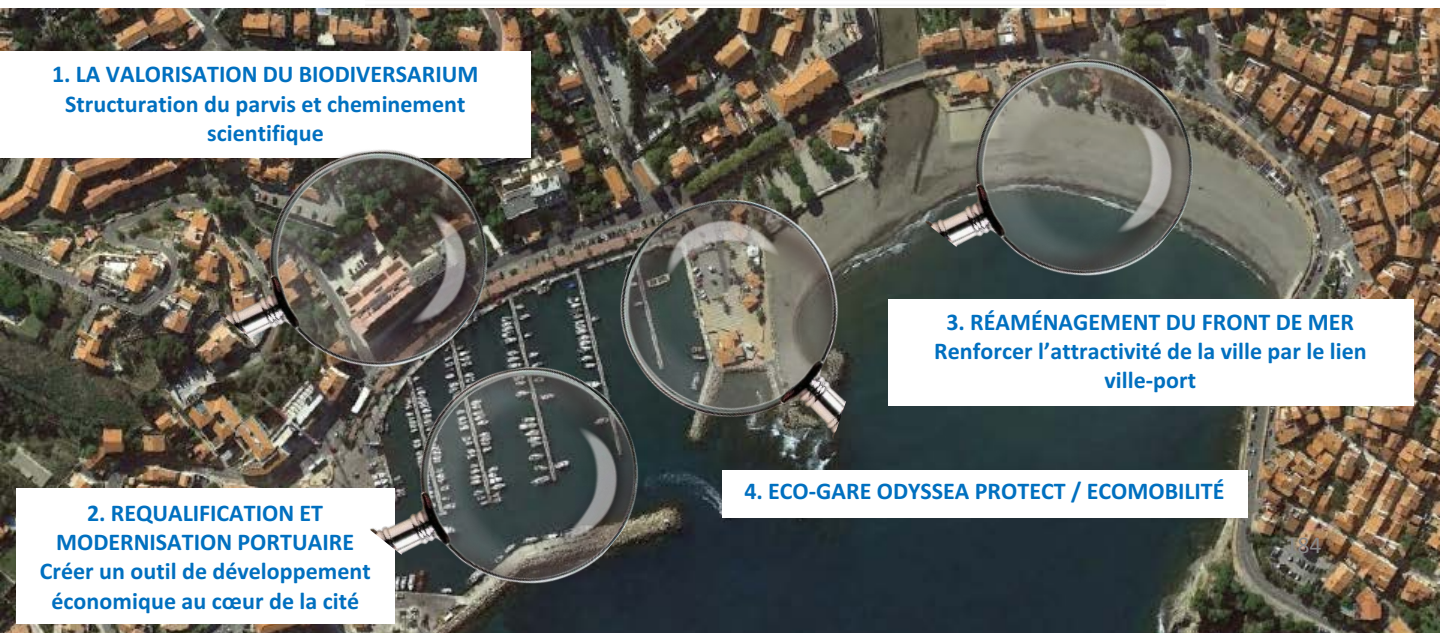 1. LA VALORISATION DU BIODIVERSARIUM
Structuration du parvis et cheminement
scientifique
3. RÉAMÉNAGEMENT DU FRONT DE MER
Renforcer l’attractivité de la ville par le lien
ville-port
4. ECO-GARE ODYSSEA PROTECT / ECOMOBILITÉ
2. REQUALIFICATION ET
MODERNISATION PORTUAIRE
Créer un outil de développement
économique au cœur de la cité
34